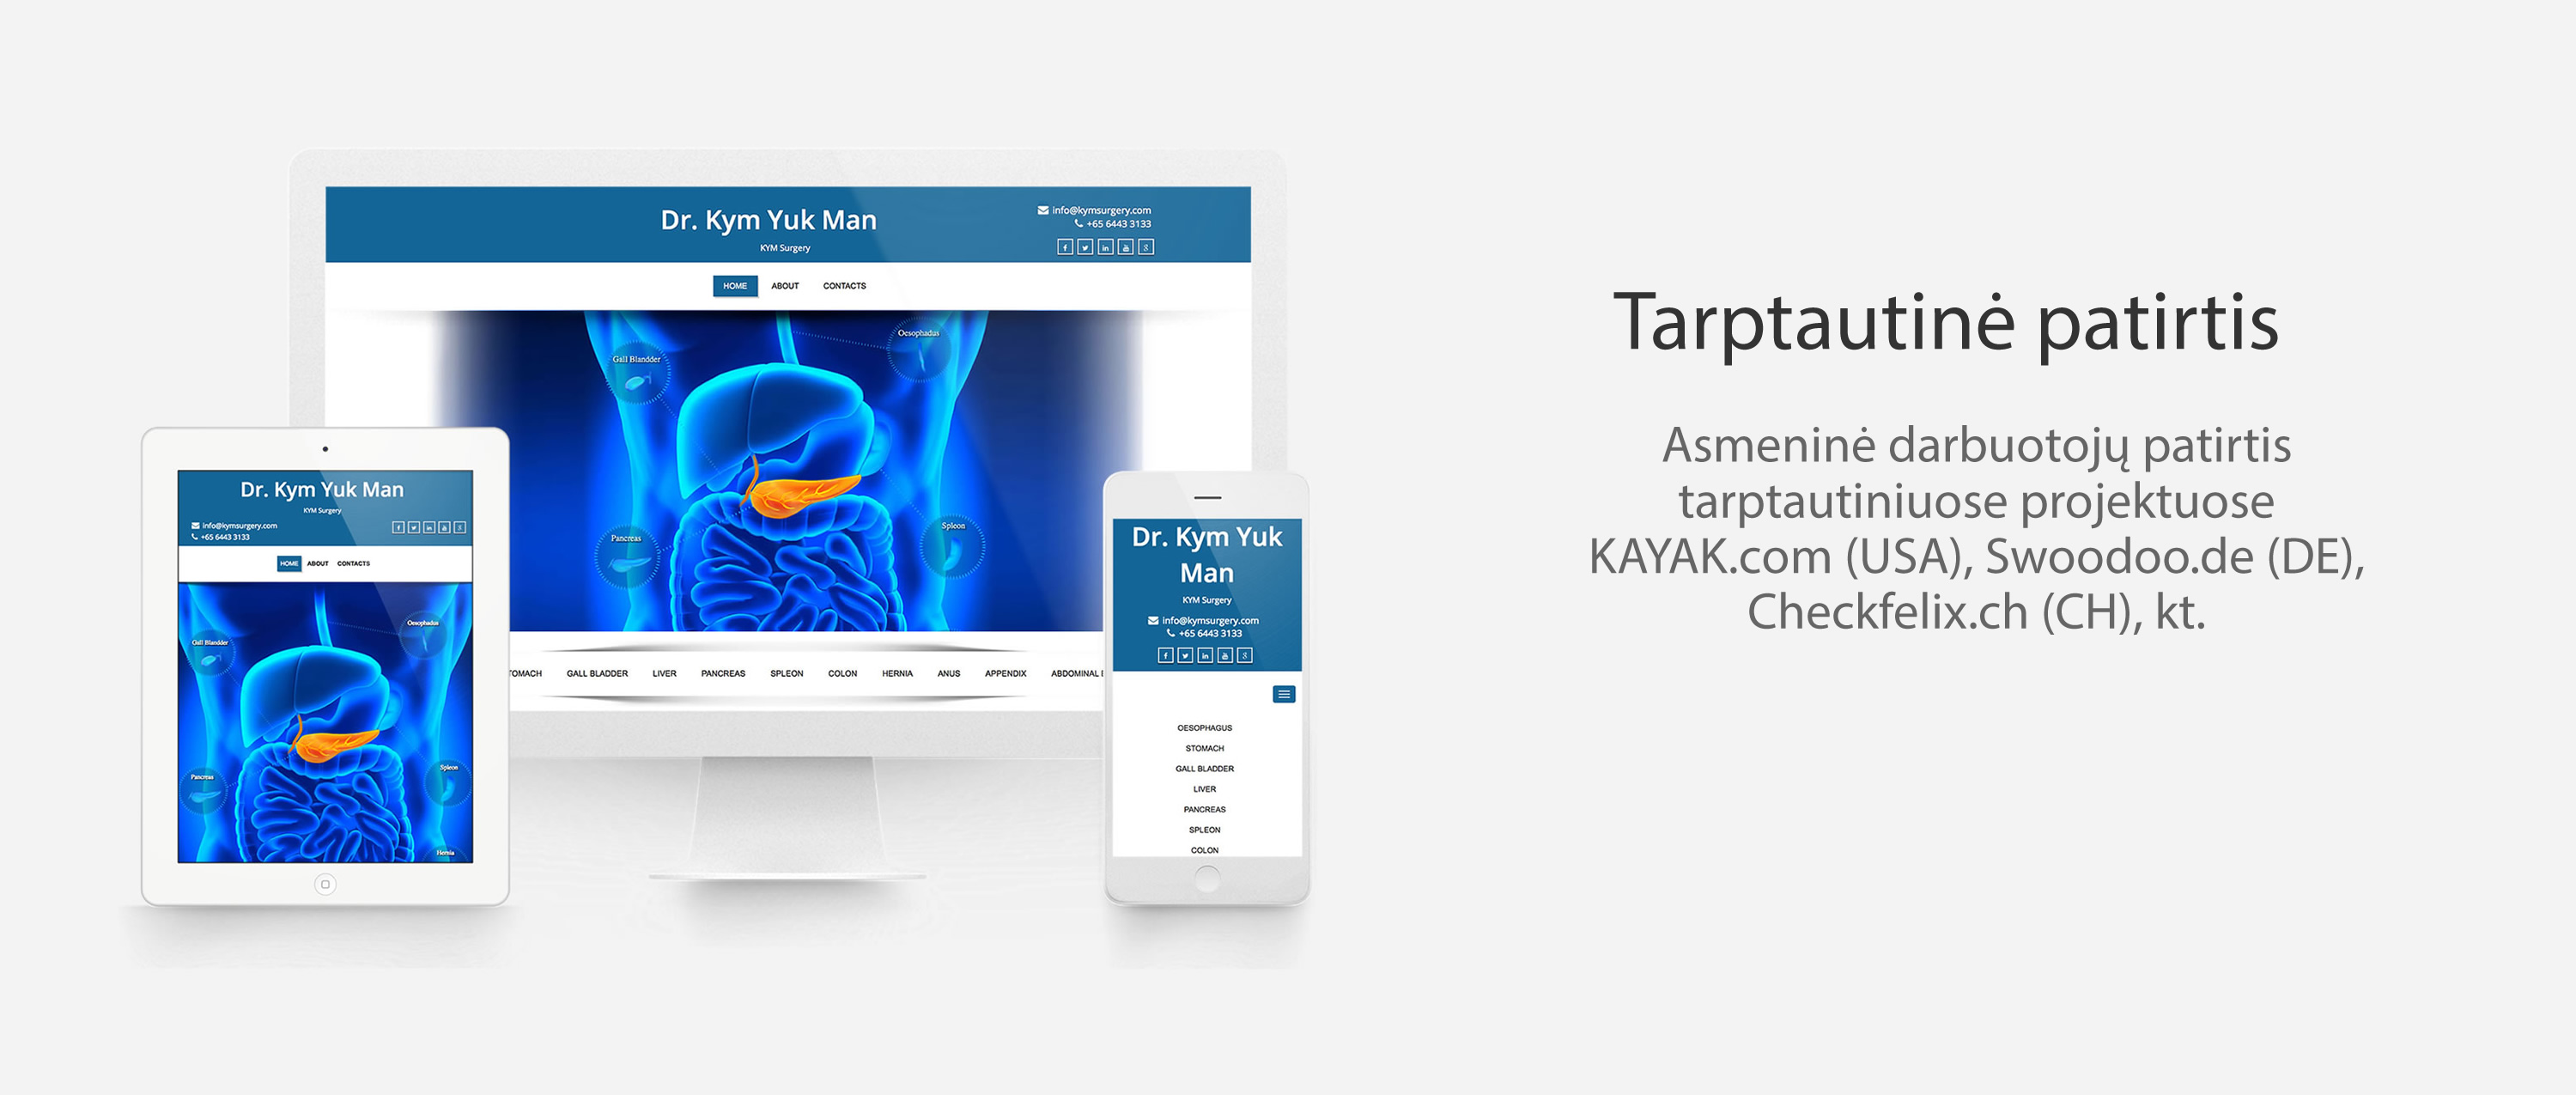 Dr. Kym Yuk Man
KYM Surgery
info@kymsurgery.com
+65 6443 3133
HOME ABOUT CONTACTS
Oesophadus
Gall Blandder
Spleon
Pancreas
TOMACH GALL BLADDER LIVER PANCREAS SPLEON COLON HERNIA ANUS APPENDIX ABDOMINAL
Dr. Kym Yuk Man
KYM Surgery
info@kymsurgery.com
+65 6443 3133
HOME ABOUT CONTACTS
Oesophadus
Gall Blandder
Spleon
Pancreas
Hernia
Dr. Kym Yuk
Man
KYM Surgery
info@kymsurgery.com
+65 6443 3133
OESOPHAGUS
STOMACH
GALL BLADDER
LIVER
PANCREAS
SPLEON
COLON
Tarptautinė patirtis
Asmeninė darbuotojų patirtis
tarptautiniuose projektuose
KAYAK.com (USA), Swoodoo.de (DE),
Checkfelix.ch (CH), kt.